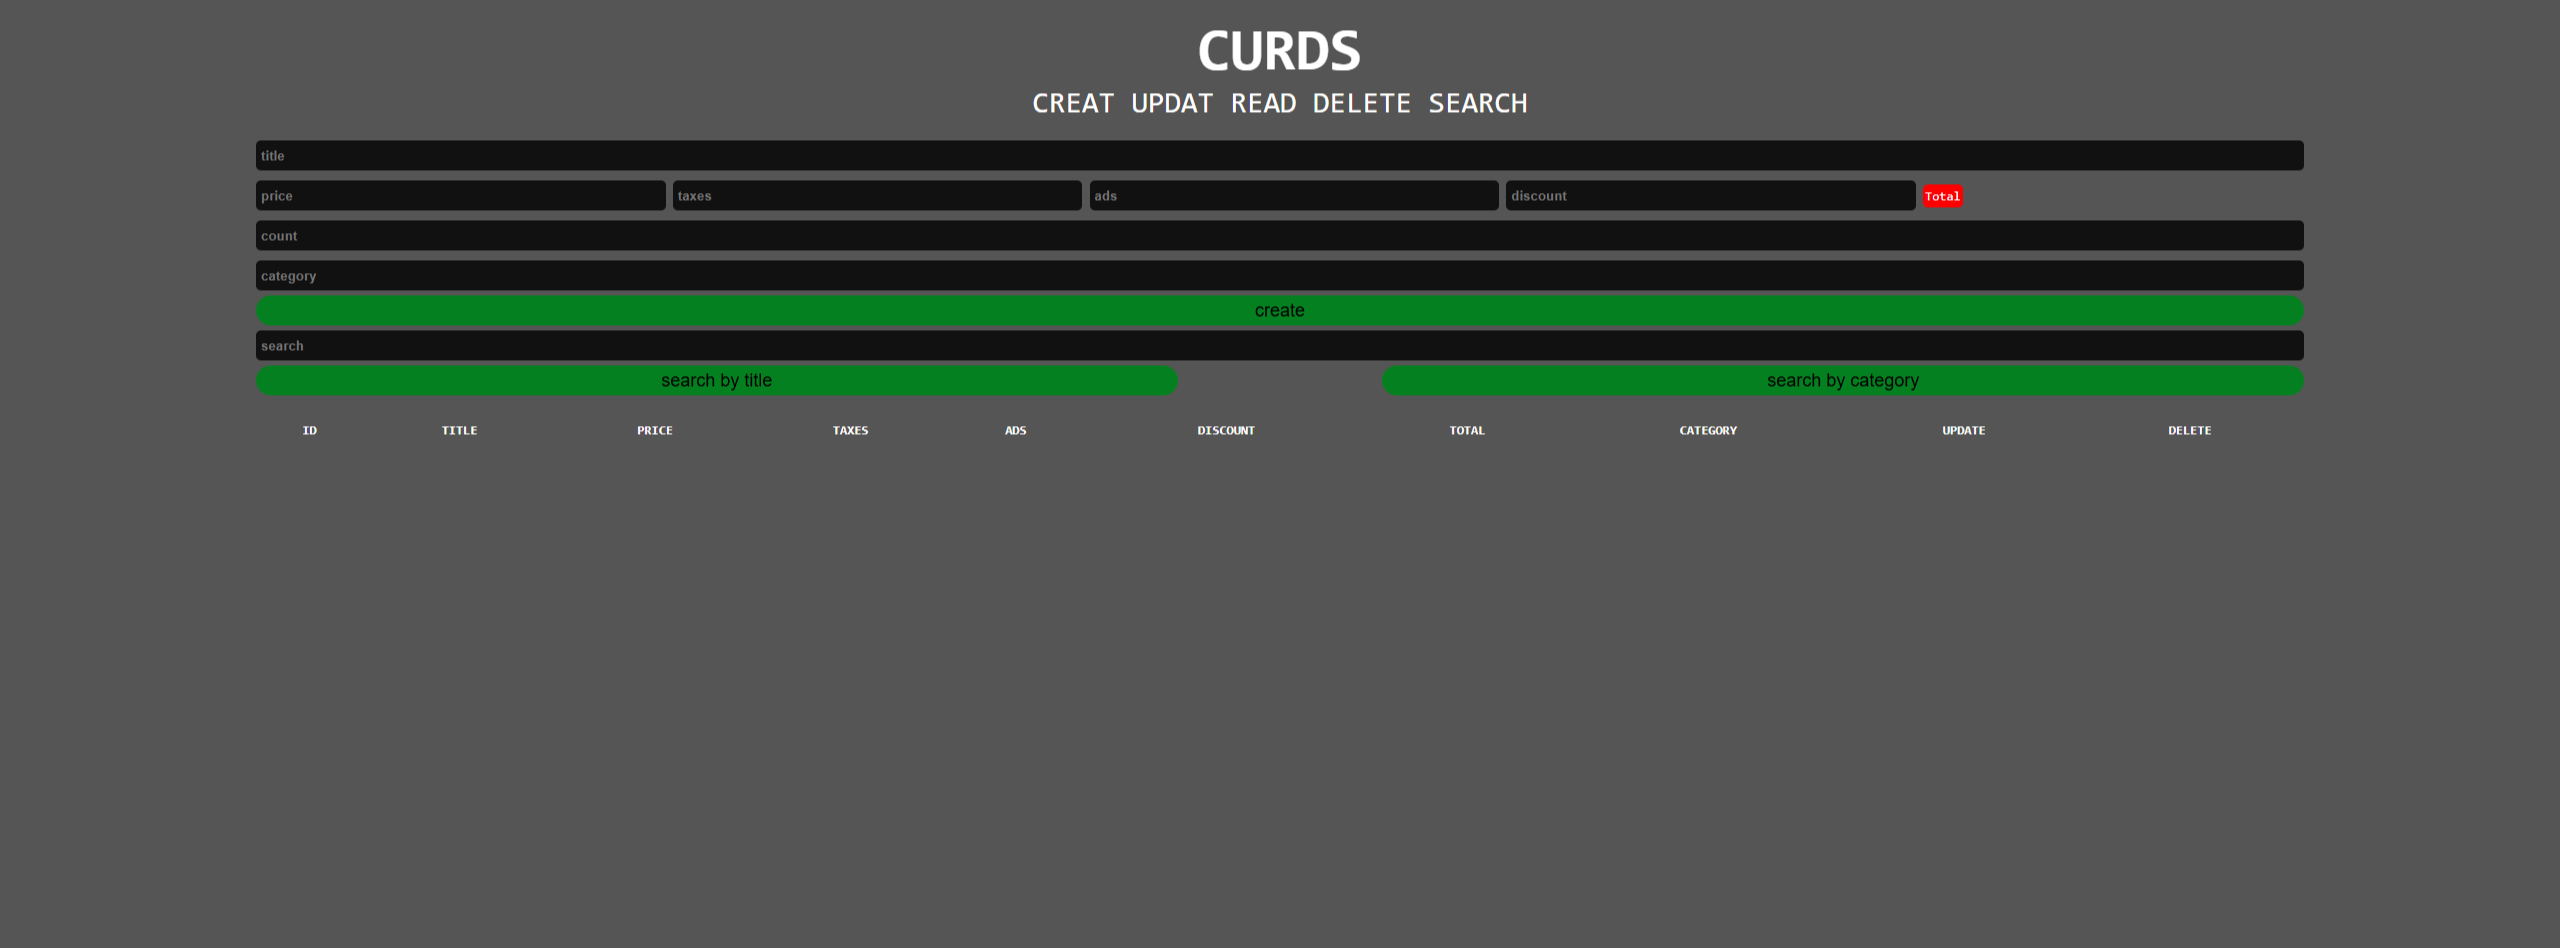 CURDS
CREAT UPDAT READ DELETE SEARCH
title
price taxes ads discount Total
count
category
create
search
search by title search by category
ID TITLE PRICE TAXES ADS DISCOUNT TOTAL CATEGORY UPDATE DELETE